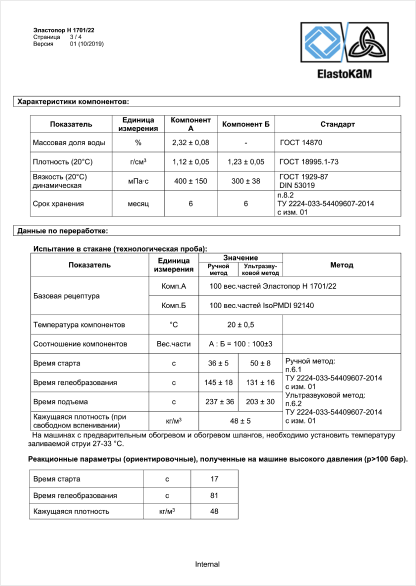 Эластопор Н 1701/22
Страница 3 / 4
Версия 01 (10/2019)
ElastoKAM
Характеристики компонентов:
Показатель Единица измерения Компонент А Компонент Б Стандарт
Массовая доля воды % 2,32 ± 0,08 - ГОСТ 14870
Плотность (20°С) г/см³ 1,12 ± 0,05 1,23 ± 0,05 ГОСТ 18995.1-73
Вязкость (20°С) динамическая мПа·с 400 ± 150 300 ± 38 ГОСТ 1929-87 DIN 53019
Срок хранения месяц 6 6 п.8.2 ТУ 2224-033-54409607-2014 с изм. 01
Данные по переработке:
Испытание в стакане (технологическая проба):
Показатель Единица измерения Значение Метод
Ручной метод Ультразву-ковой метод
Базовая рецептура Комп.А 100 вес.частей Эластопор Н 1701/22
Комп.Б 100 вес.частей IsoPMDI 92140
Температура компонентов °С 20 ± 0,5
Соотношение компонентов Вес.части А : Б = 100 : 100±3
Время старта с 36 ± 5 50 ± 8
Время гелеобразования с 145 ± 18 131 ± 16
Время подъема с 237 ± 36 203 ± 30
Кажущаяся плотность (при свободном вспенивании) кг/м³ 48 ± 5
Ручной метод:
п.6.1
ТУ 2224-033-54409607-2014
с изм. 01
Ультразвуковой метод:
п.6.2
ТУ 2224-033-54409607-2014
с изм. 01
На машинах с предварительным обогревом и обогревом шлангов, необходимо установить температуру
заливаемой струи 27-33 °С.
Реакционные параметры (ориентировочные), полученные на машине высокого давления (р>100 бар).
Время старта с 17
Время гелеобразования с 81
Кажущаяся плотность кг/м³ 48
Internal